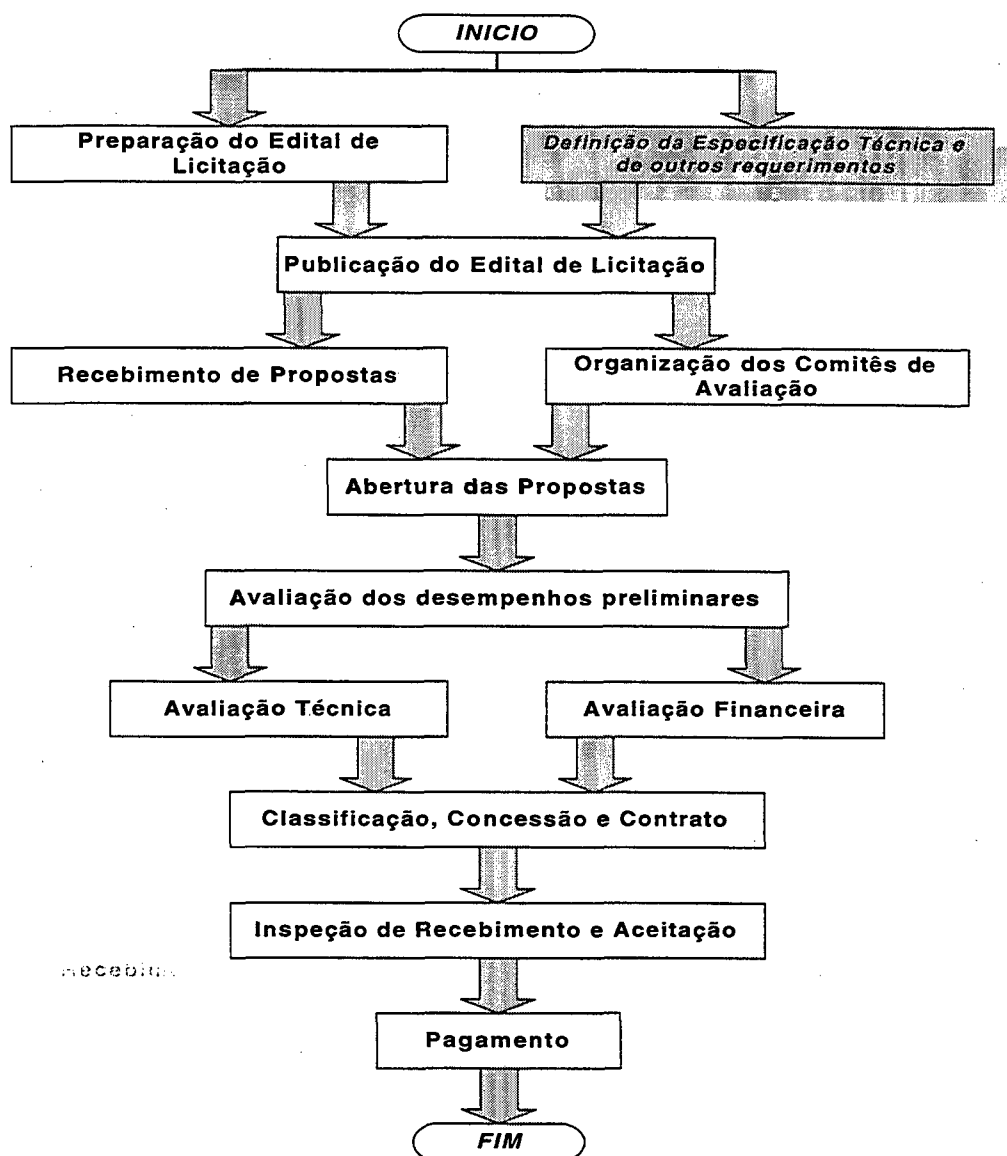 INICIO
Preparação do Edital de
Licitação
Definição da Especificação Técnica e
de outros requerimentos
Publicação do Edital de Licitação
Recebimento de Propostas
Organização dos Comitês de
Avaliação
Abertura das Propostas
Avaliação dos desempenhos preliminares
Avaliação Técnica
Avaliação Financeira
Classificação, Concessão e Contrato
Inspeção de Recebimento e Aceitação
Pagamento
FIM